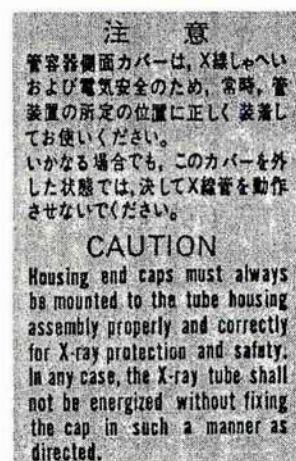 注 意
管容器側面カバーは、X線しゃへい
および電気安全のため、常時、管
装置の所定の位置に正しく装着し
てお使いください。
いかなる場合でも、このカバーを外
した状態では、決してX線管を動作
させないでください。
CAUTION
Housing end caps must always
be mounted to the tube housing
assembly properly and correctly
for X-ray protection and safety.
In any case, the X-ray tube shall
not be energized without fixing
the cap in such a manner as
directed.